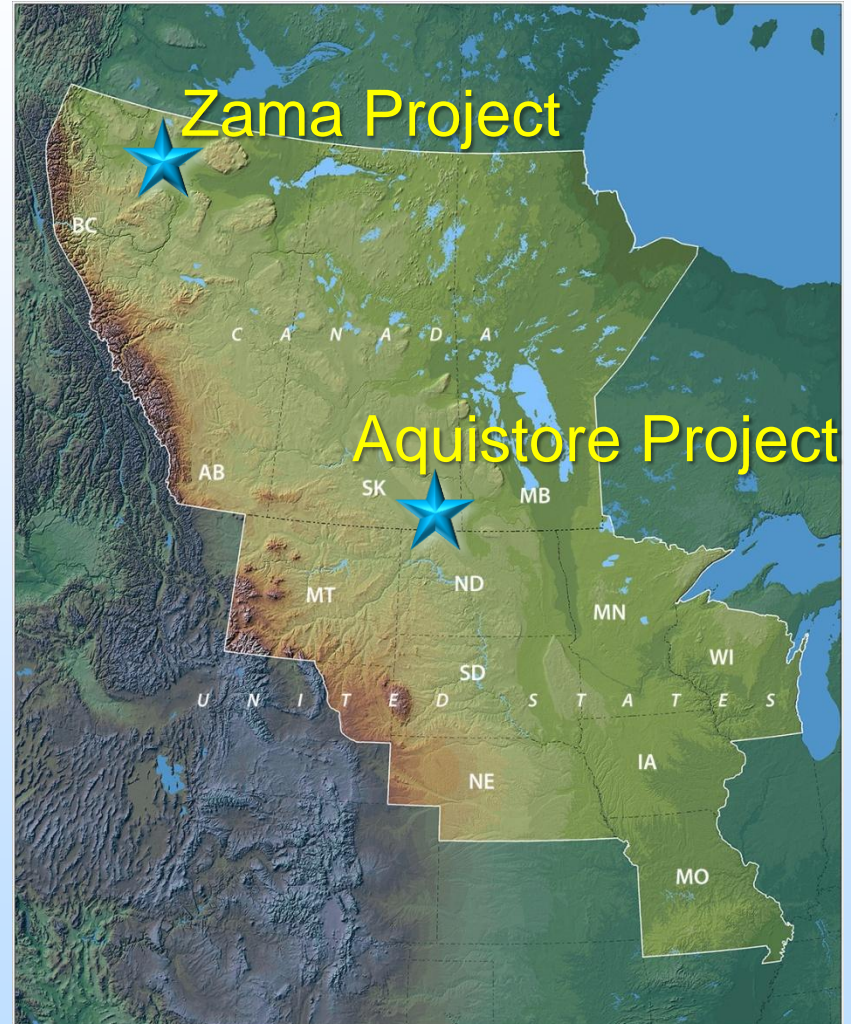 Zama Project
BC
C A N A D A
Aquistore Project
AB
SK
MB
MT
ND
MN
WI
SD
U N I T E D S T A T E S
IA
NE
MO